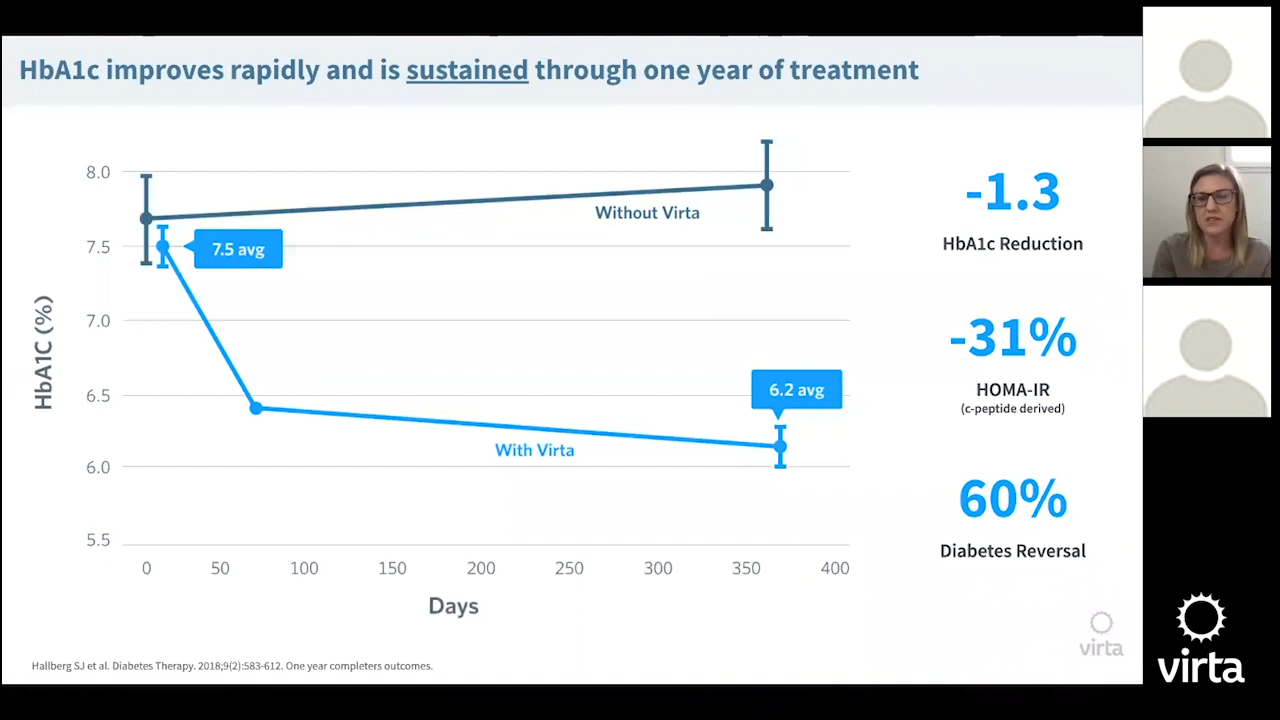 HbA1c improves rapidly and is sustained through one year of treatment
8.0
7.5
7.0
6.5
6.0
5.5
HbA1C (%)
0 50 100 150 200 250 300 350 400
Days
Without Virta
7.5 avg
6.2 avg
With Virta
-1.3
HbA1c Reduction
-31%
HOMA-IR
(c-peptide derived)
60%
Diabetes Reversal
virta
Hallberg SJ et al. Diabetes Therapy. 2018;9(2):583-612. One year completers outcomes.
virta